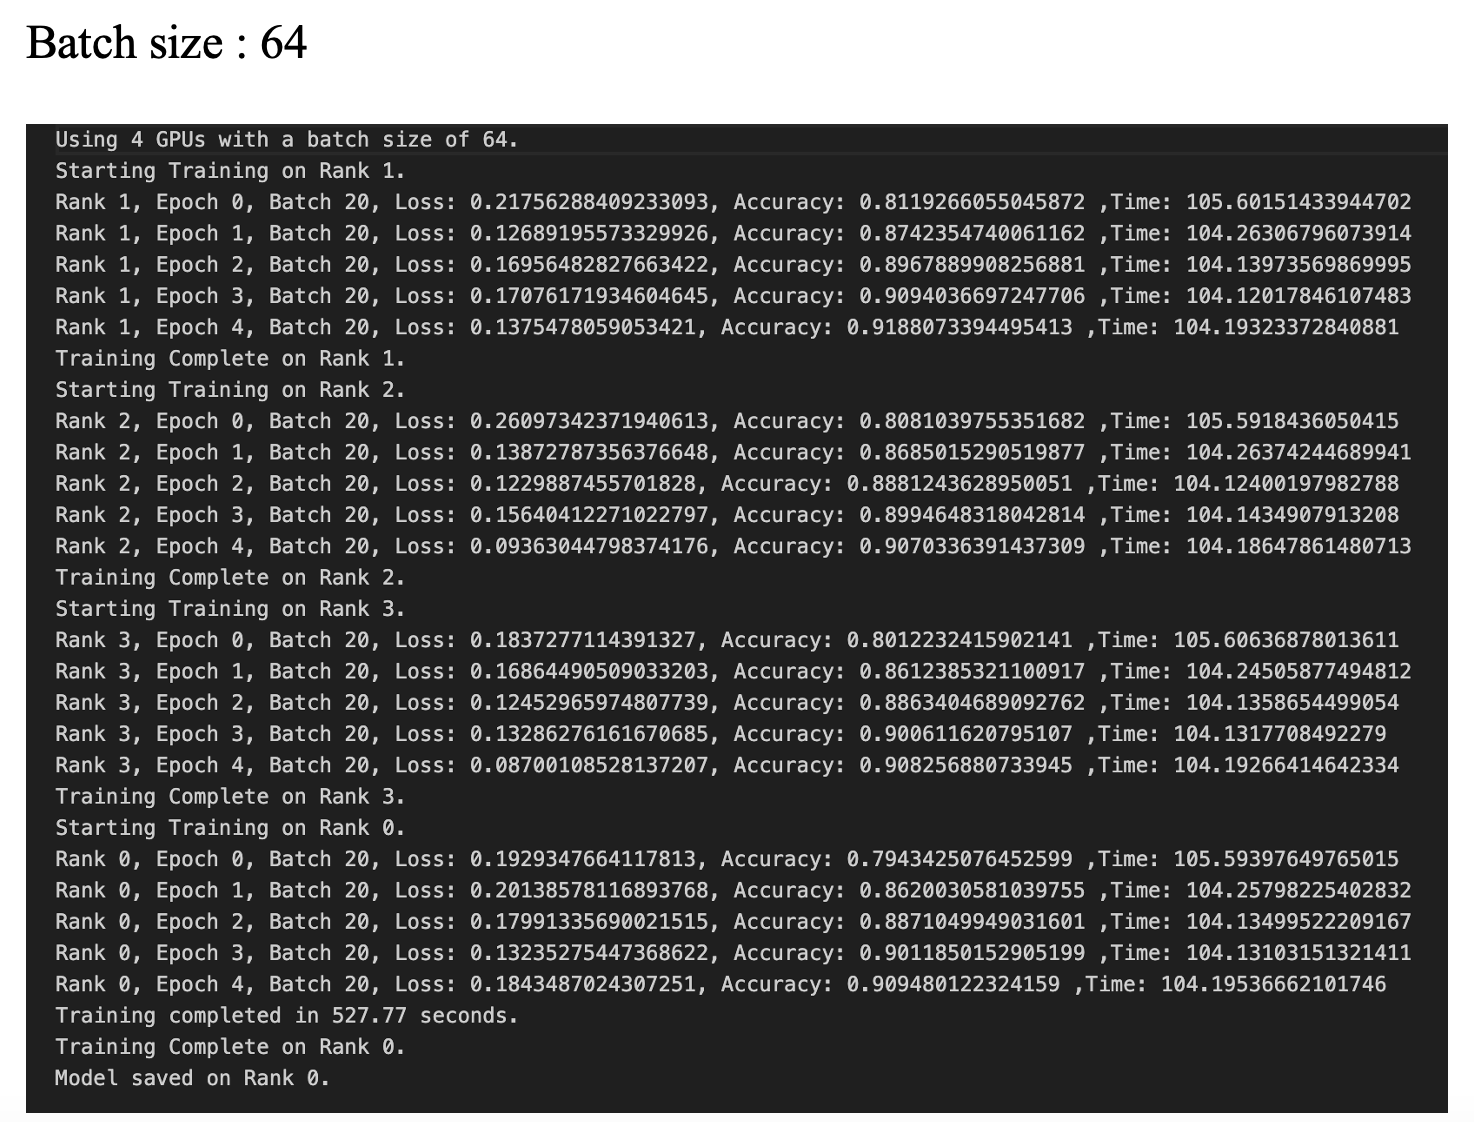 Batch size : 64
Using 4 GPUs with a batch size of 64.
Starting Training on Rank 1.
Rank 1, Epoch 0, Batch 20, Loss: 0.21756288409233093, Accuracy: 0.8119266055045872 ,Time: 105.60151433944702
Rank 1, Epoch 1, Batch 20, Loss: 0.12689195573329926, Accuracy: 0.8742354740061162 ,Time: 104.26306796073914
Rank 1, Epoch 2, Batch 20, Loss: 0.16956482827663422, Accuracy: 0.8967889908256881 ,Time: 104.13973569869995
Rank 1, Epoch 3, Batch 20, Loss: 0.17076171934604645, Accuracy: 0.9094036697247706 ,Time: 104.12017846107483
Rank 1, Epoch 4, Batch 20, Loss: 0.1375478059053421, Accuracy: 0.9188073394495413 ,Time: 104.19323372840881
Training Complete on Rank 1.
Starting Training on Rank 2.
Rank 2, Epoch 0, Batch 20, Loss: 0.26097342371940613, Accuracy: 0.8081039755351682 ,Time: 105.5918436050415
Rank 2, Epoch 1, Batch 20, Loss: 0.13872787356376648, Accuracy: 0.8685015290519877 ,Time: 104.26374244689941
Rank 2, Epoch 2, Batch 20, Loss: 0.1229887455701828, Accuracy: 0.8881243628950051 ,Time: 104.12400197982788
Rank 2, Epoch 3, Batch 20, Loss: 0.15640412271022797, Accuracy: 0.8994648318042814 ,Time: 104.1434907913208
Rank 2, Epoch 4, Batch 20, Loss: 0.09363044798374176, Accuracy: 0.9070336391437309 ,Time: 104.18647861480713
Training Complete on Rank 2.
Starting Training on Rank 3.
Rank 3, Epoch 0, Batch 20, Loss: 0.1837277114391327, Accuracy: 0.8012232415902141 ,Time: 105.60636878013611
Rank 3, Epoch 1, Batch 20, Loss: 0.16864490509033203, Accuracy: 0.8612385321100917 ,Time: 104.24505877494812
Rank 3, Epoch 2, Batch 20, Loss: 0.12452965974807739, Accuracy: 0.8863404689092762 ,Time: 104.1358654499054
Rank 3, Epoch 3, Batch 20, Loss: 0.13286276161670685, Accuracy: 0.900611620795107 ,Time: 104.1317708492279
Rank 3, Epoch 4, Batch 20, Loss: 0.08700108528137207, Accuracy: 0.908256880733945 ,Time: 104.19266414642334
Training Complete on Rank 3.
Starting Training on Rank 0.
Rank 0, Epoch 0, Batch 20, Loss: 0.1929347664117813, Accuracy: 0.7943425076452599 ,Time: 105.59397649765015
Rank 0, Epoch 1, Batch 20, Loss: 0.20138578116893768, Accuracy: 0.8620030581039755 ,Time: 104.25798225402832
Rank 0, Epoch 2, Batch 20, Loss: 0.17991335690021515, Accuracy: 0.8871049949031601 ,Time: 104.13499522209167
Rank 0, Epoch 3, Batch 20, Loss: 0.13235275447368622, Accuracy: 0.9011850152905199 ,Time: 104.13103151321411
Rank 0, Epoch 4, Batch 20, Loss: 0.1843487024307251, Accuracy: 0.909480122324159 ,Time: 104.19536662101746
Training completed in 527.77 seconds.
Training Complete on Rank 0.
Model saved on Rank 0.